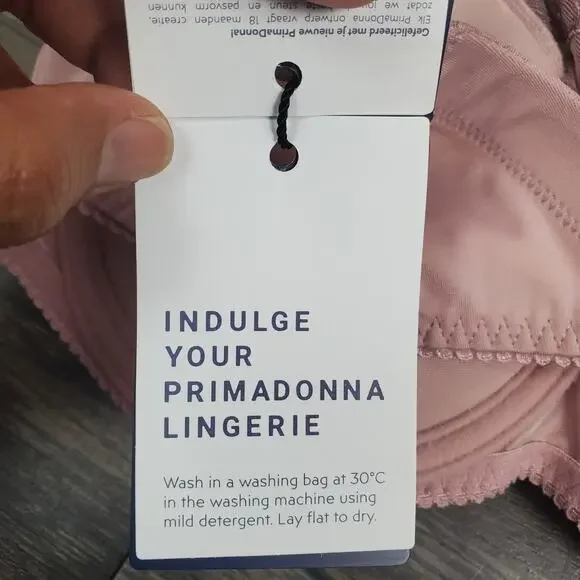 Gefeliciteerd met je nieuwe PrimaDonna!
Elk PrimaDonna ontwerp vraagt 18 maanden creatie,
zodat we jou steun en pasvorm kunnen
INDULGE
YOUR
PRIMADONNA
LINGERIE
Wash in a washing bag at 30°C
in the washing machine using
mild detergent. Lay flat to dry.